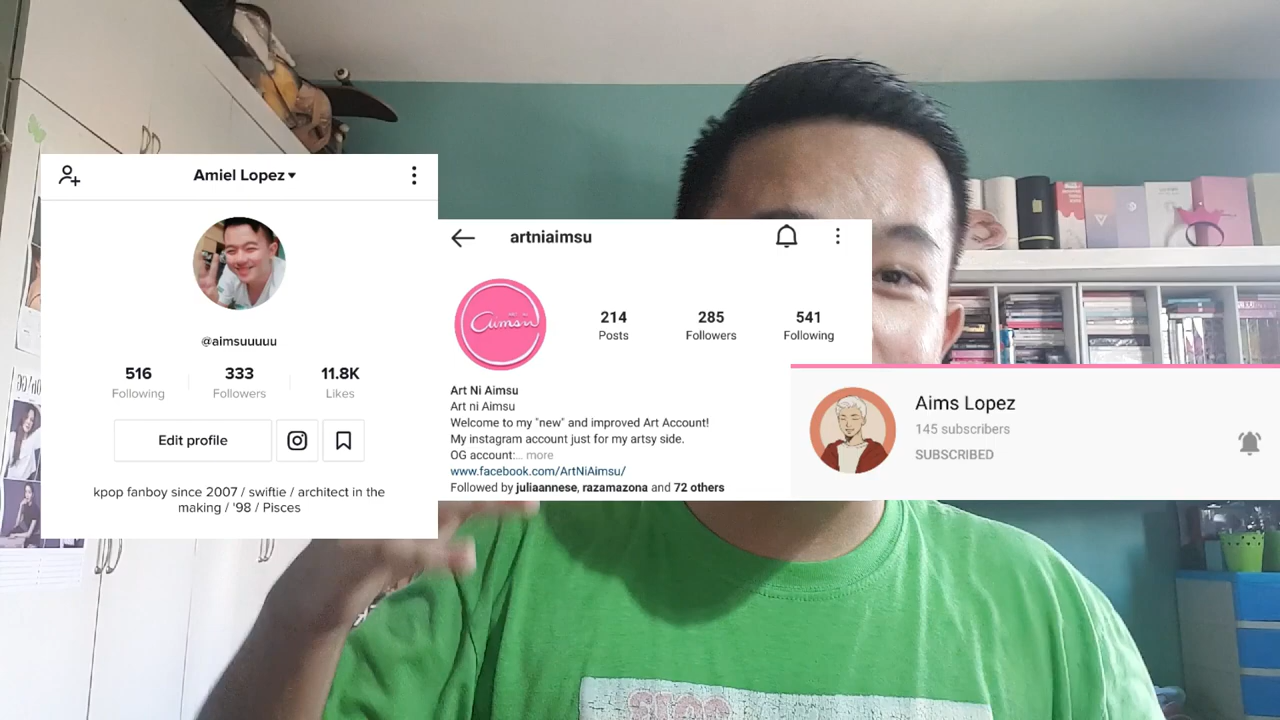 Amiel Lopez
@aimsuuuuu
516
333
11.8K
Following
Followers
Likes
Edit profile
kpop fanboy since 2007 / swiftie / architect in the
making / '98 / Pisces
artniaimsu
Aimsu
214
285
541
Posts
Followers
Following
Art Ni Aimsu
Art ni Aimsu
Welcome to my "new" and improved Art Account!
My instagram account just for my artsy side.
OG account:... more
www.facebook.com/ArtNiAimsu/
Followed by juliaannese, razamazona and 72 others
Aims Lopez
145 subscribers
SUBSCRIBED